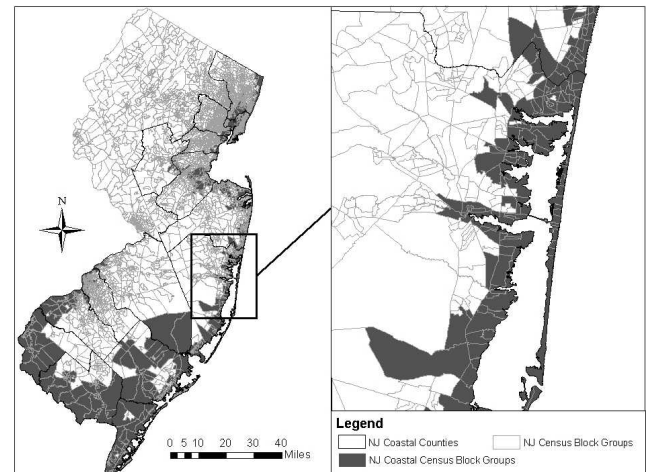 N
0 5 10 20 30 40
Miles
Legend
NJ Coastal Counties
NJ Census Block Groups
NJ Coastal Census Block Groups